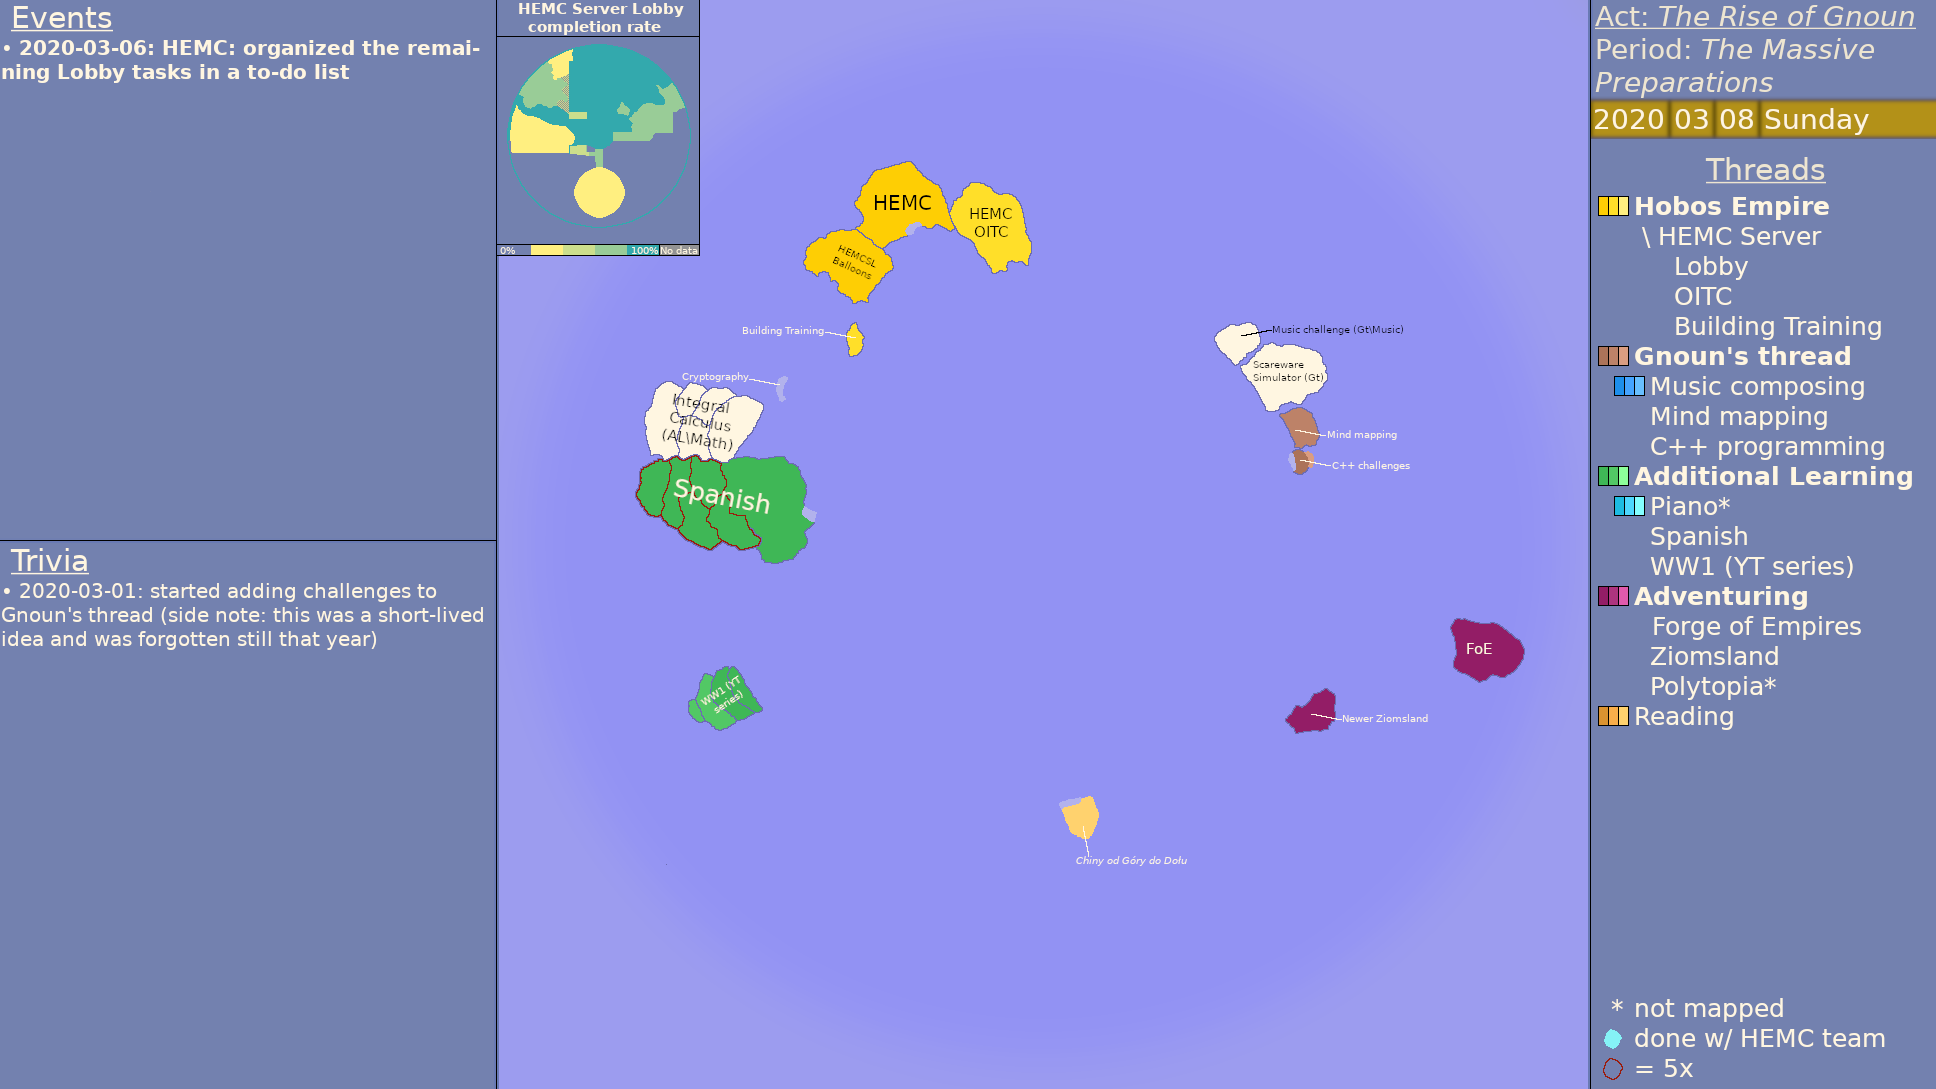 Events
• 2020-03-06: HEMC: organized the remai-
ning Lobby tasks in a to-do list
Trivia
• 2020-03-01: started adding challenges to
Gnoun's thread (side note: this was a short-lived
idea and was forgotten still that year)
HEMC Server Lobby
completion rate
0%
100%
No data
HEMC
HEMC
OITC
HEMCSL
Balloons
Building Training
Cryptography
Integral
Calculus
(AL\Math)
Spanish
WW1 (YT
series)
Music challenge (Gt\Music)
Scareware
Simulator (Gt)
Mind mapping
C++ challenges
FoE
Newer Ziomsland
Chiny od Góry do Dołu
Act: The Rise of Gnoun
Period: The Massive
Preparations
2020 03 08 Sunday
Threads
Hobos Empire
\ HEMC Server
Lobby
OITC
Building Training
Gnoun's thread
Music composing
Mind mapping
C++ programming
Additional Learning
Piano*
Spanish
WW1 (YT series)
Adventuring
Forge of Empires
Ziomsland
Polytopia*
Reading
* not mapped
done w/ HEMC team
= 5x